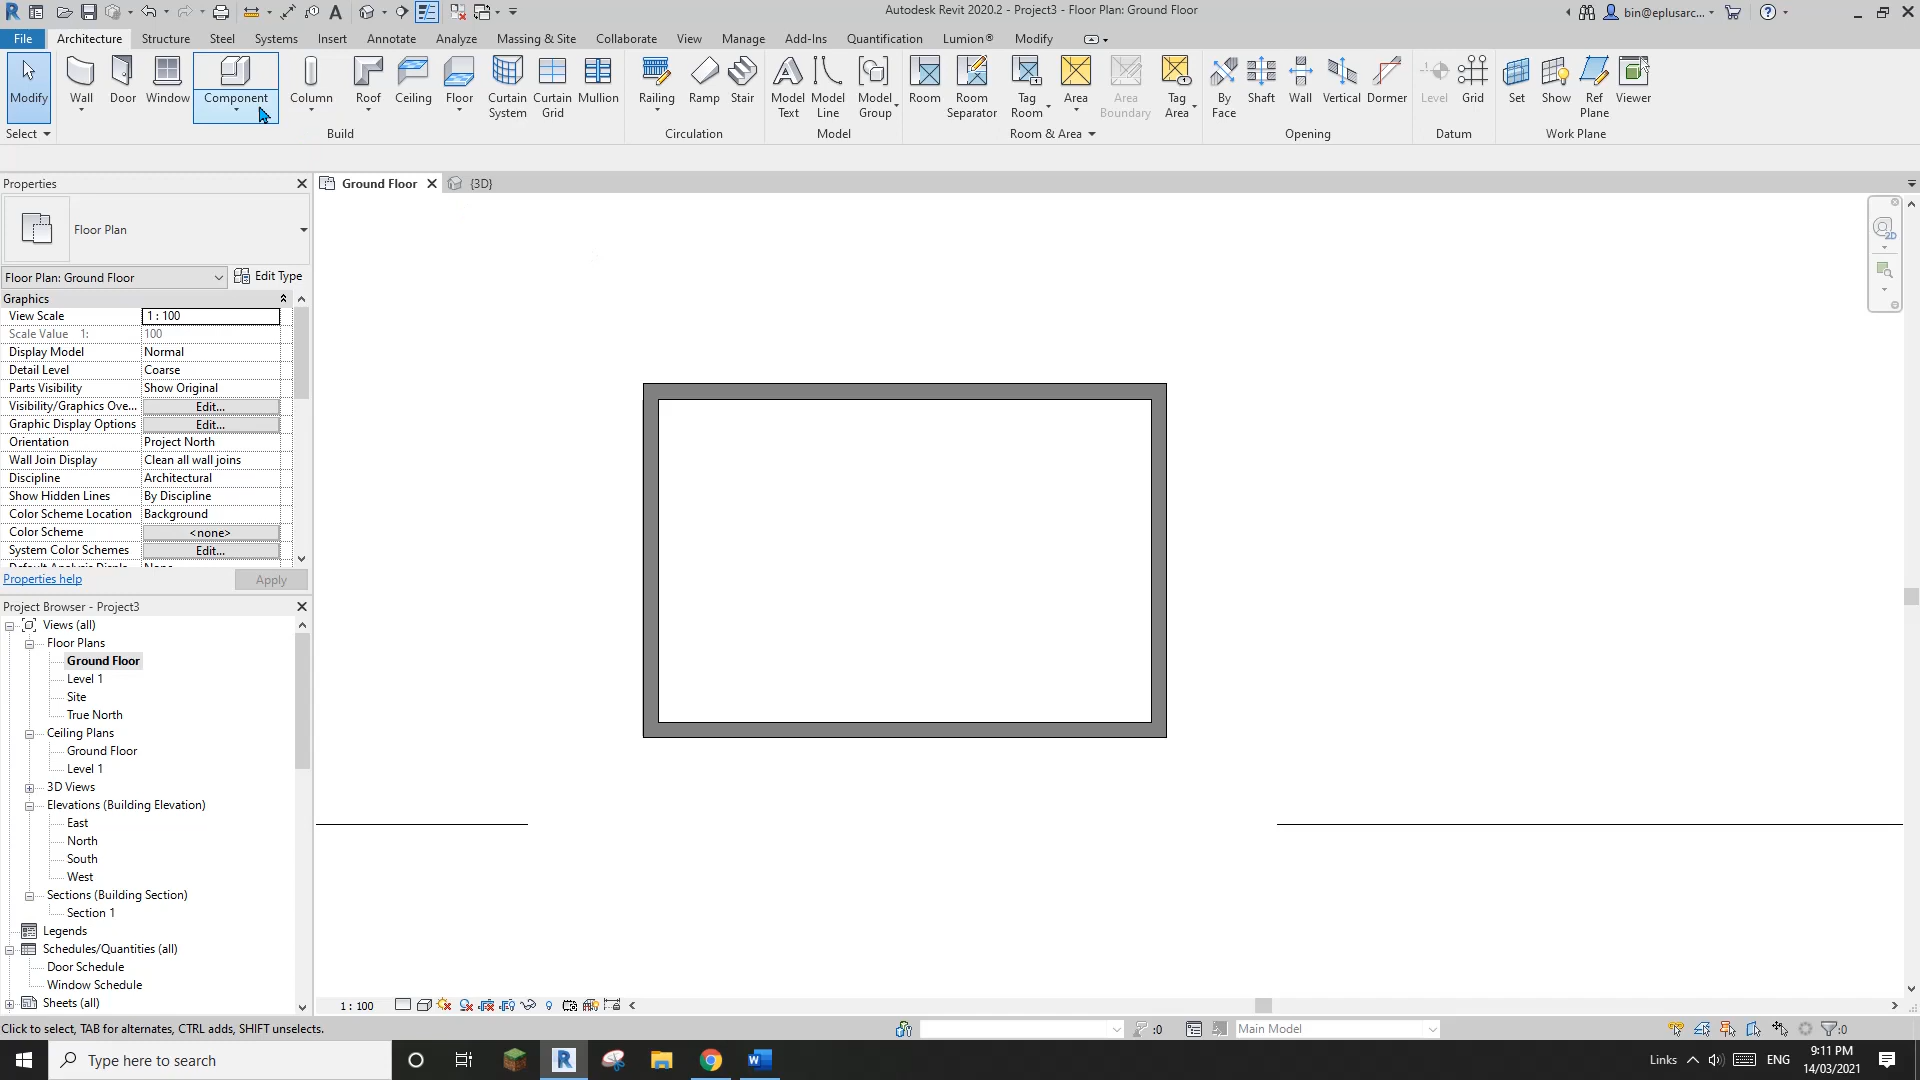 Autodesk Revit 2020.2 - Project3 - Floor Plan: Ground Floor
bin@eplusarc...
File Architecture Structure Steel Systems Insert Annotate Analyze Massing & Site Collaborate View Manage Add-Ins Quantification Lumion® Modify
Modify Wall Door Window Component Column Roof Ceiling Floor Curtain System Curtain Grid Mullion Railing Ramp Stair Model Text Model Line Model Group Room Room Separator Tag Room Area Area Boundary Tag Area By Face Shaft Wall Vertical Dormer Level Grid Set Show Ref Plane Viewer
Select Build Circulation Model Room & Area Opening Datum Work Plane
Properties
Ground Floor {3D}
Floor Plan
Floor Plan: Ground Floor Edit Type
Graphics
View Scale 1 : 100
Scale Value 1: 100
Display Model Normal
Detail Level Coarse
Parts Visibility Show Original
Visibility/Graphics Ove... Edit...
Graphic Display Options Edit...
Orientation Project North
Wall Join Display Clean all wall joins
Discipline Architectural
Show Hidden Lines By Discipline
Color Scheme Location Background
Color Scheme <none>
System Color Schemes Edit...
Properties help Apply
Project Browser - Project3
Views (all)
Floor Plans
Ground Floor
Level 1
Site
True North
Ceiling Plans
Ground Floor
Level 1
3D Views
Elevations (Building Elevation)
East
North
South
West
Sections (Building Section)
Section 1
Legends
Schedules/Quantities (all)
Door Schedule
Window Schedule
Sheets (all)
1 : 100
Click to select, TAB for alternates, CTRL adds, SHIFT unselects.
:0
Main Model
:0
Type here to search
Links
ENG
9:11 PM
14/03/2021